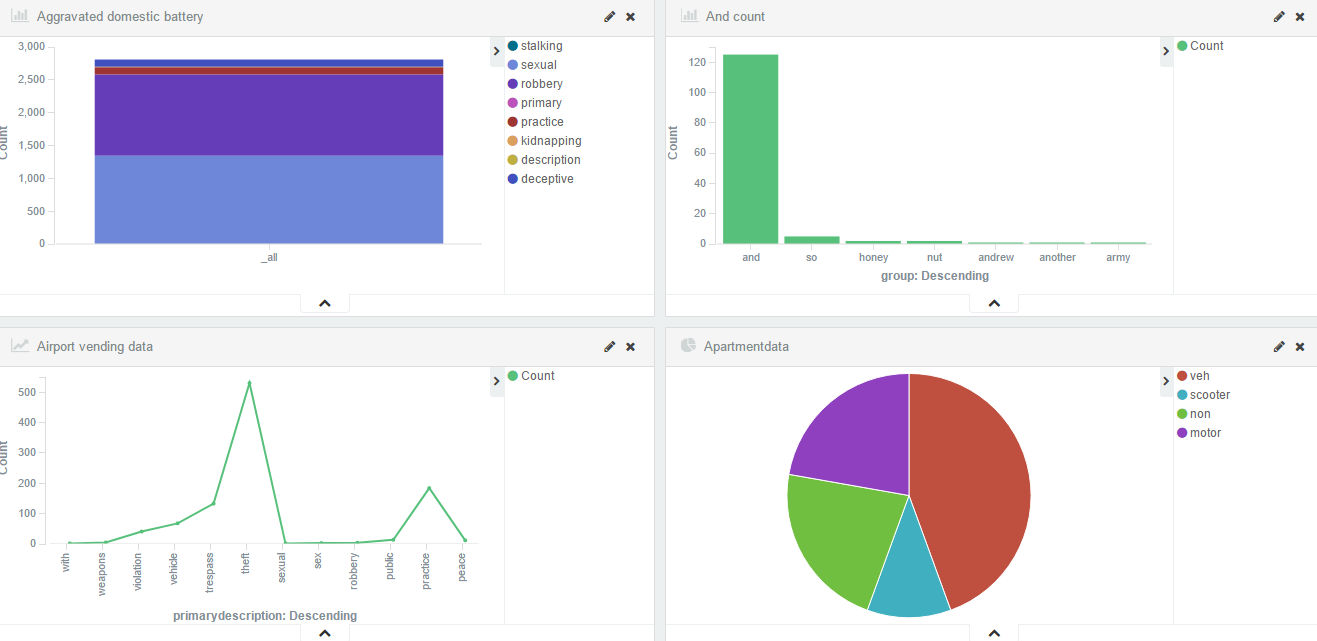 Aggravated domestic battery
3,000
2,500
2,000
1,500
1,000
500
0
Count
_all
stalking
sexual
robbery
primary
practice
kidnapping
description
deceptive
And count
120
100
80
60
40
20
0
Count
and so honey nut andrew another army
group: Descending
Count
Airport vending data
500
400
300
200
100
0
Count
with weapons violation vehicle trespass theft sexual sex robbery public practice peace
primarydescription: Descending
Count
Apartmentdata
veh
scooter
non
motor